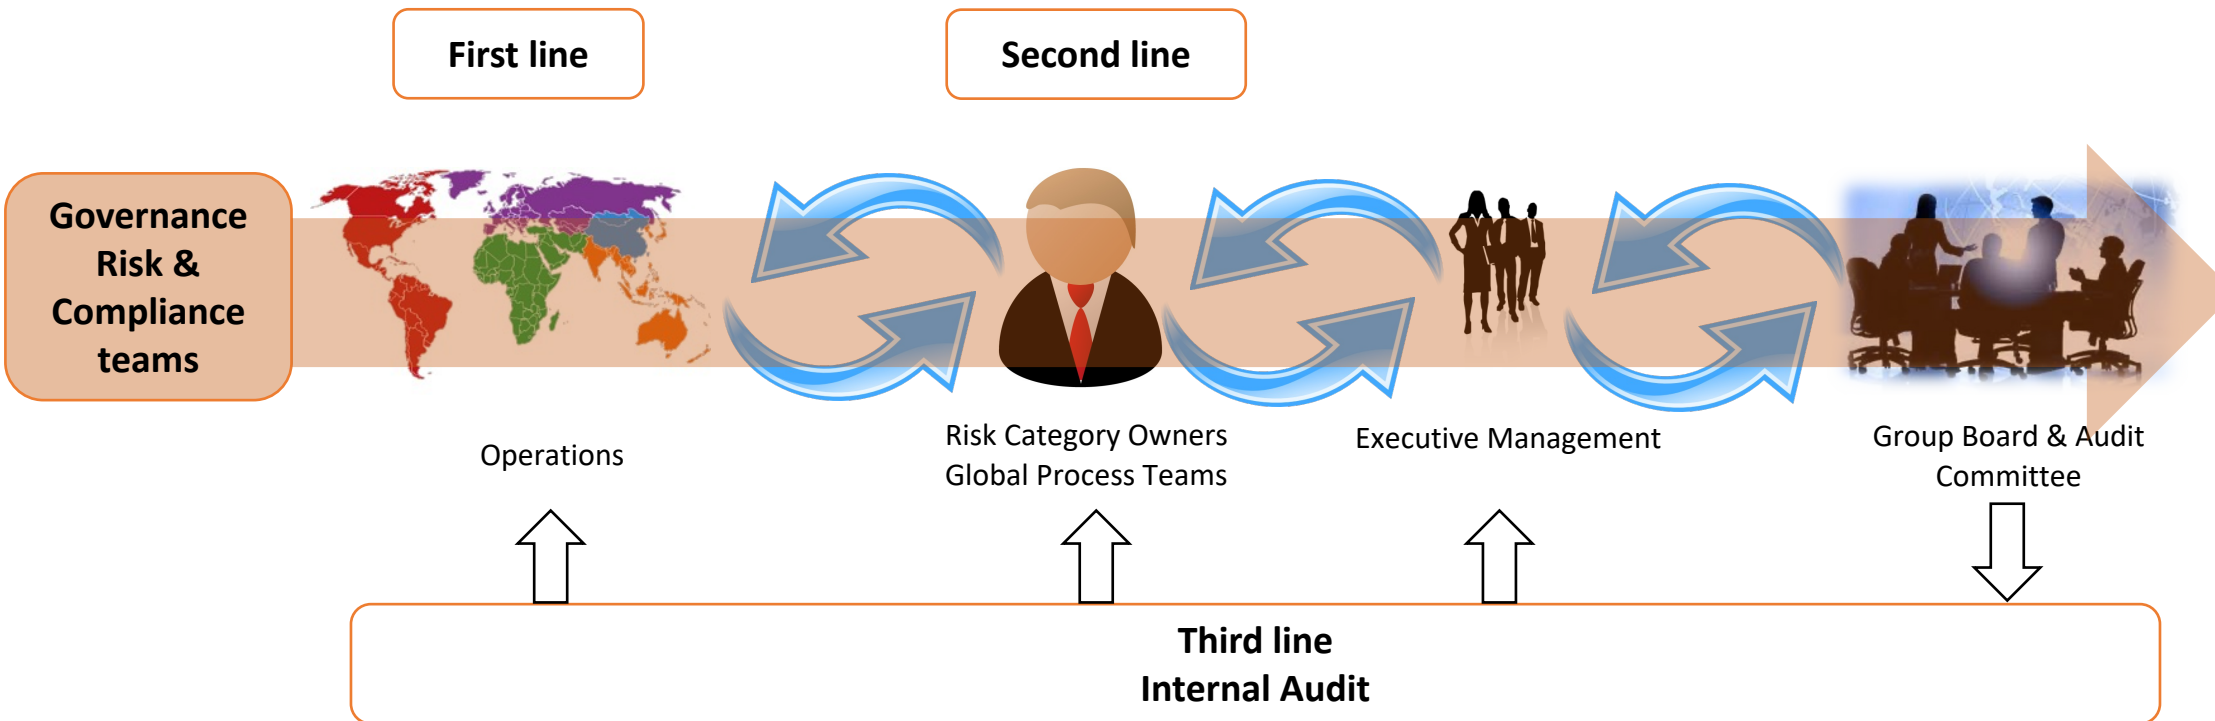 First line
Second line
Governance
Risk &
Compliance
teams
Operations
Risk Category Owners
Global Process Teams
Executive Management
Group Board & Audit
Committee
Third line
Internal Audit